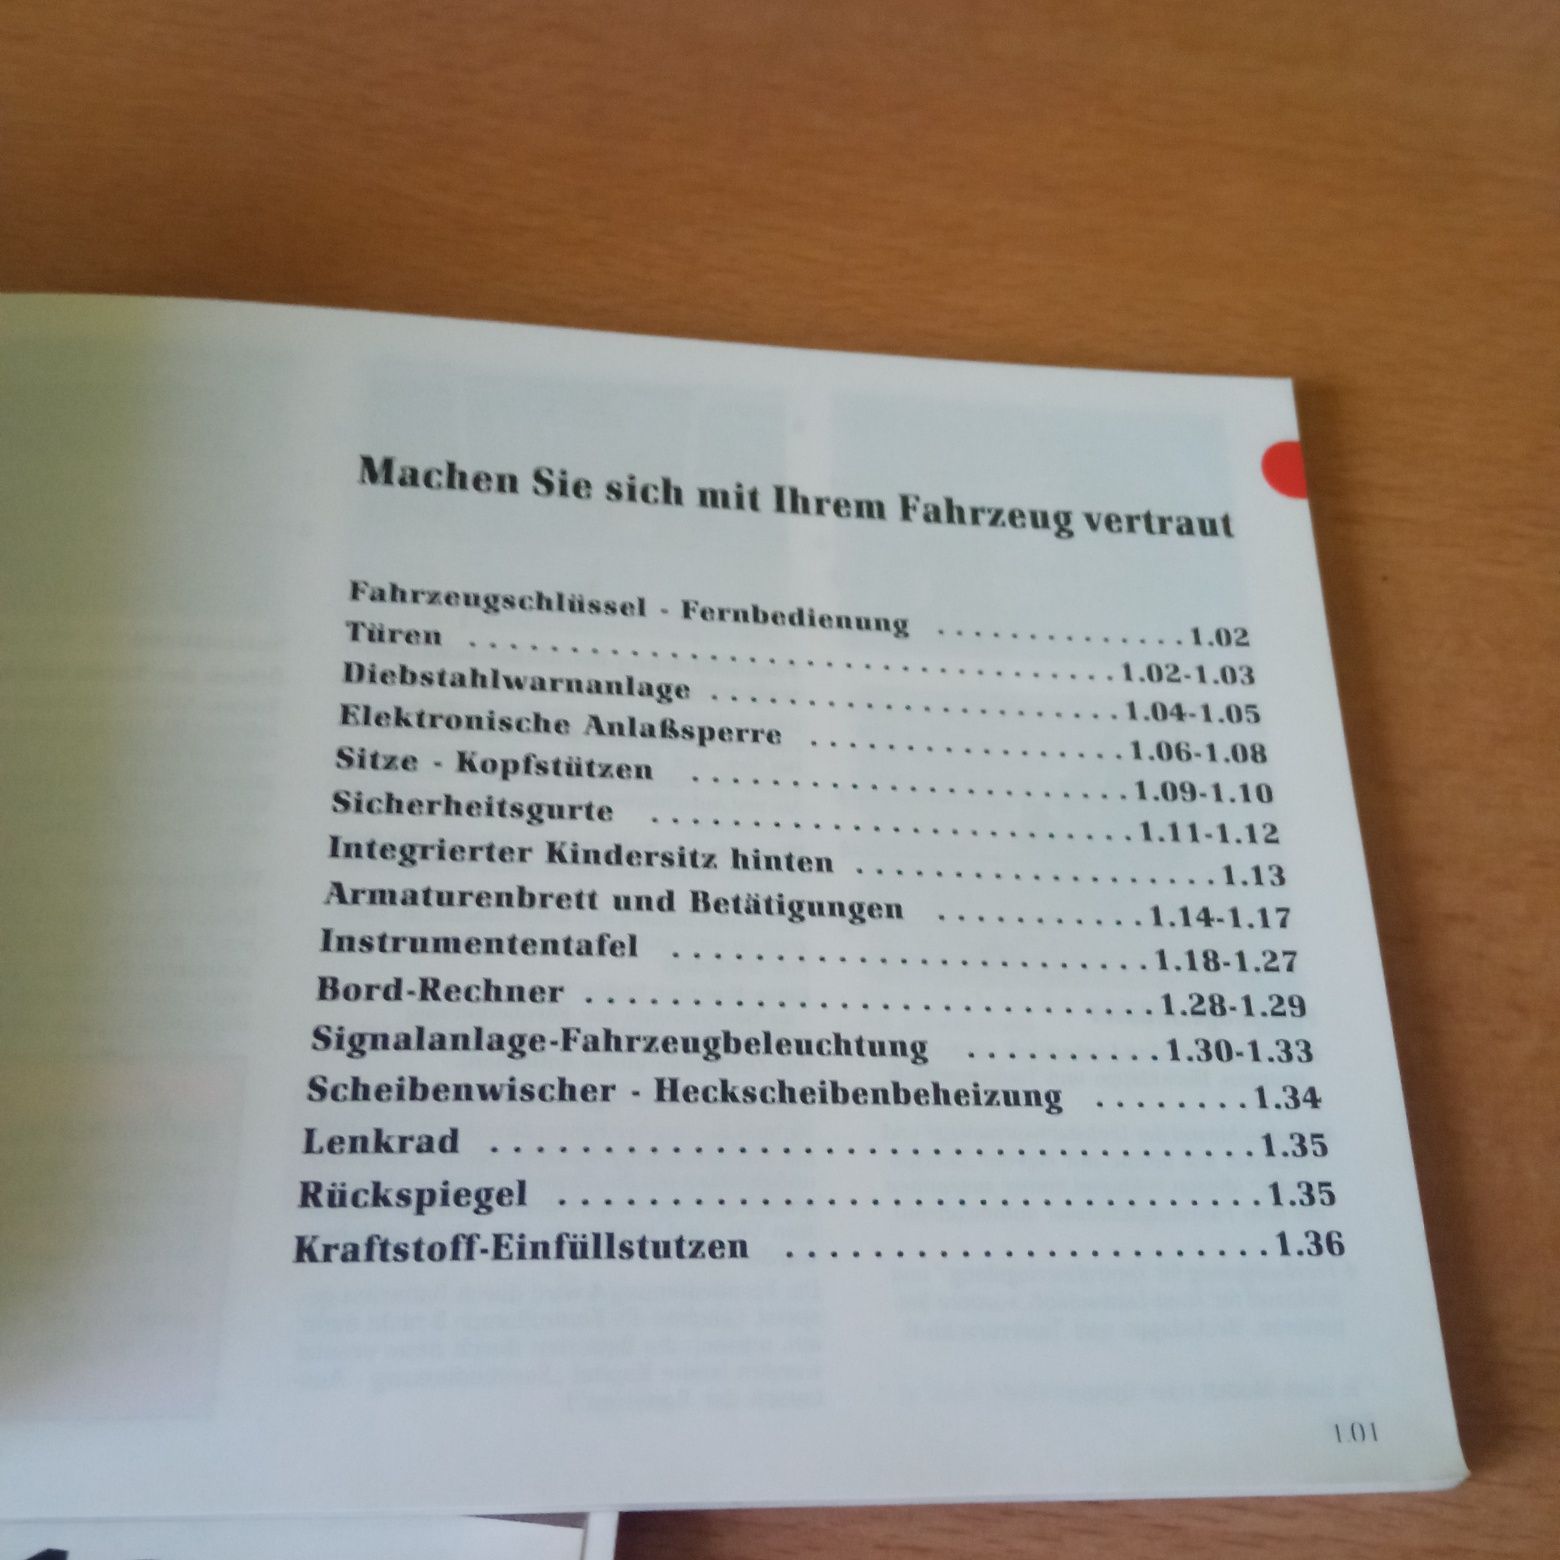 Machen Sie sich mit Ihrem Fahrzeug vertraut
Fahrzeugschlüssel - Fernbedienung ..............1.02
Türen ................................1.02-1.03
Diebstahlwarnanlage .....................1.04-1.05
Elektronische Anlaßsperre ................1.06-1.08
Sitze - Kopfstützen ......................1.09-1.10
Sicherheitsgurte ........................1.11-1.12
Integrierter Kindersitz hinten ..................1.13
Armaturenbrett und Betätigungen ...........1.14-1.17
Instrumententafel ........................1.18-1.27
Bord-Rechner ............................1.28-1.29
Signalanlage-Fahrzeugbeleuchtung ..........1.30-1.33
Scheibenwischer - Heckscheibenbeheizung ........1.34
Lenkrad ...................................1.35
Rückspiegel ................................1.35
Kraftstoff-Einfüllstutzen ......................1.36
1.01